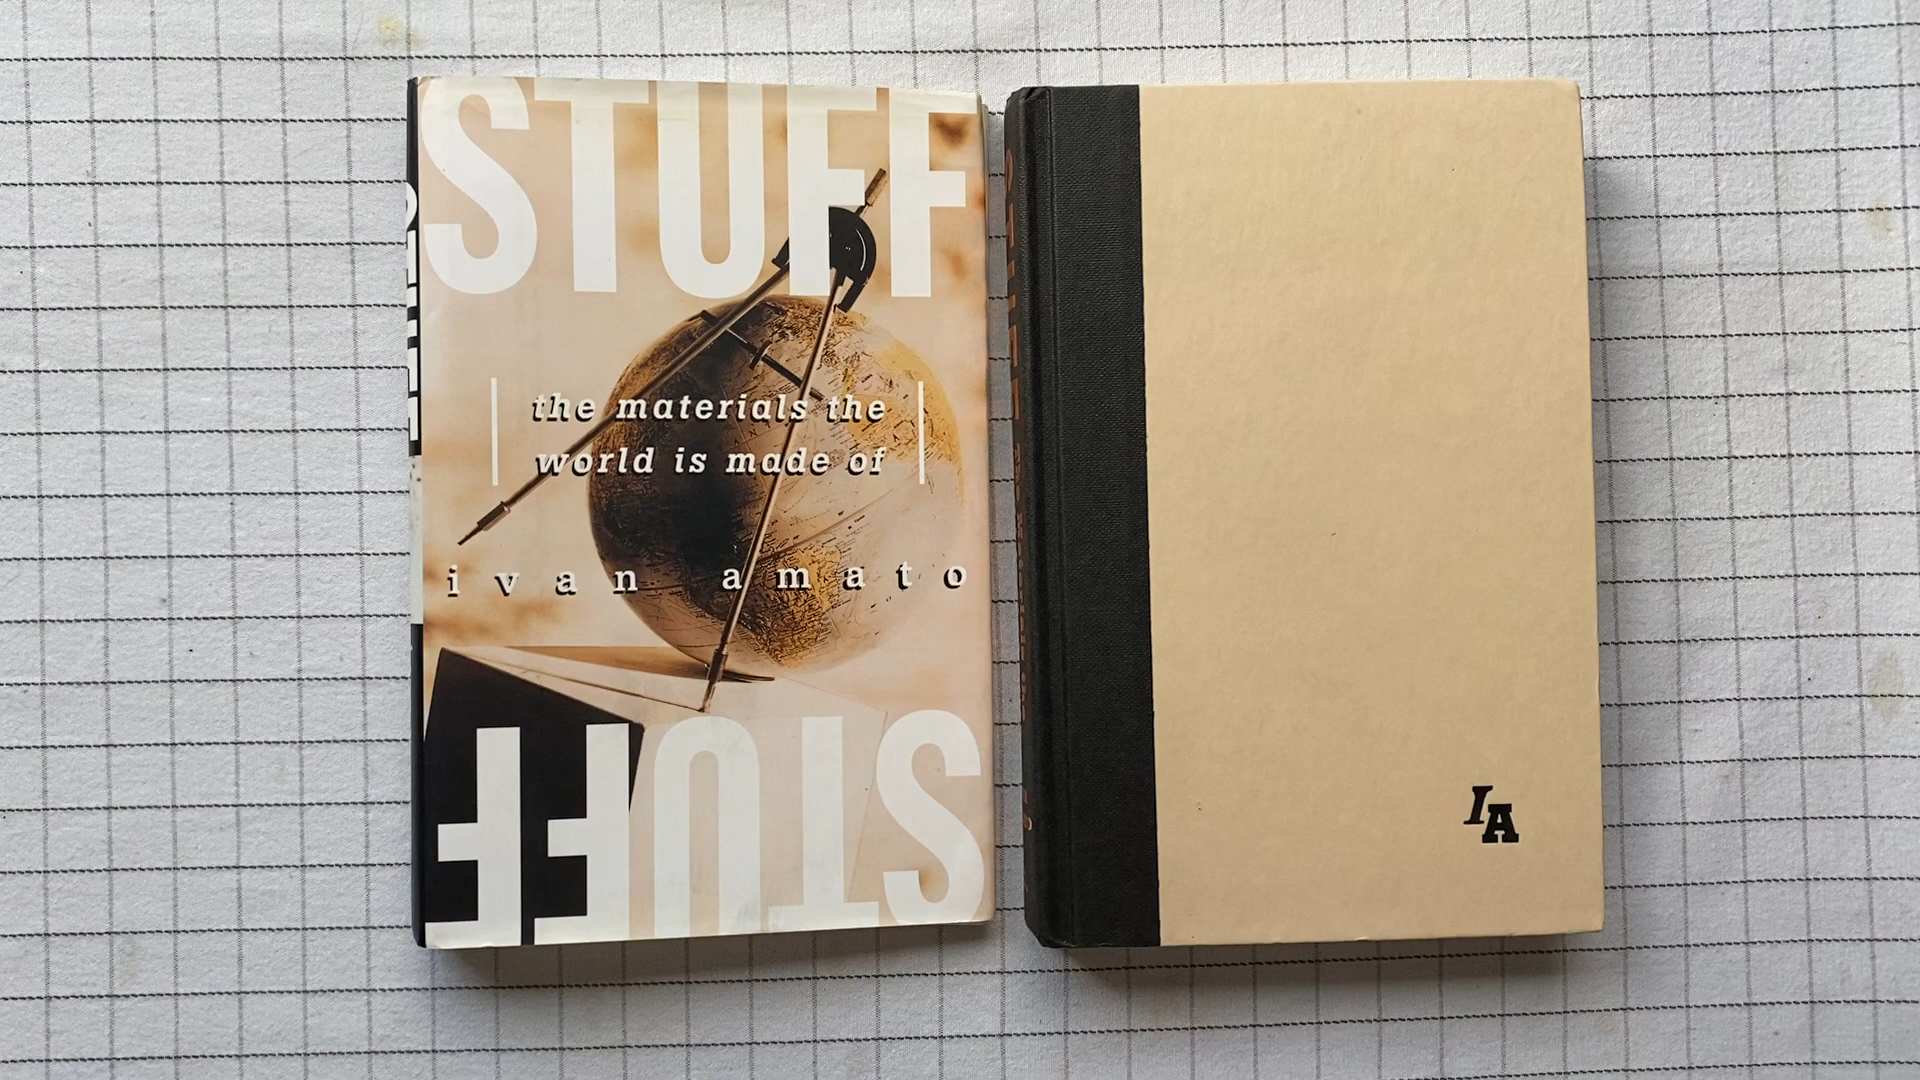 STUFF
the materials the
world is made of
ivan amato
STUFF
STUFF
IA